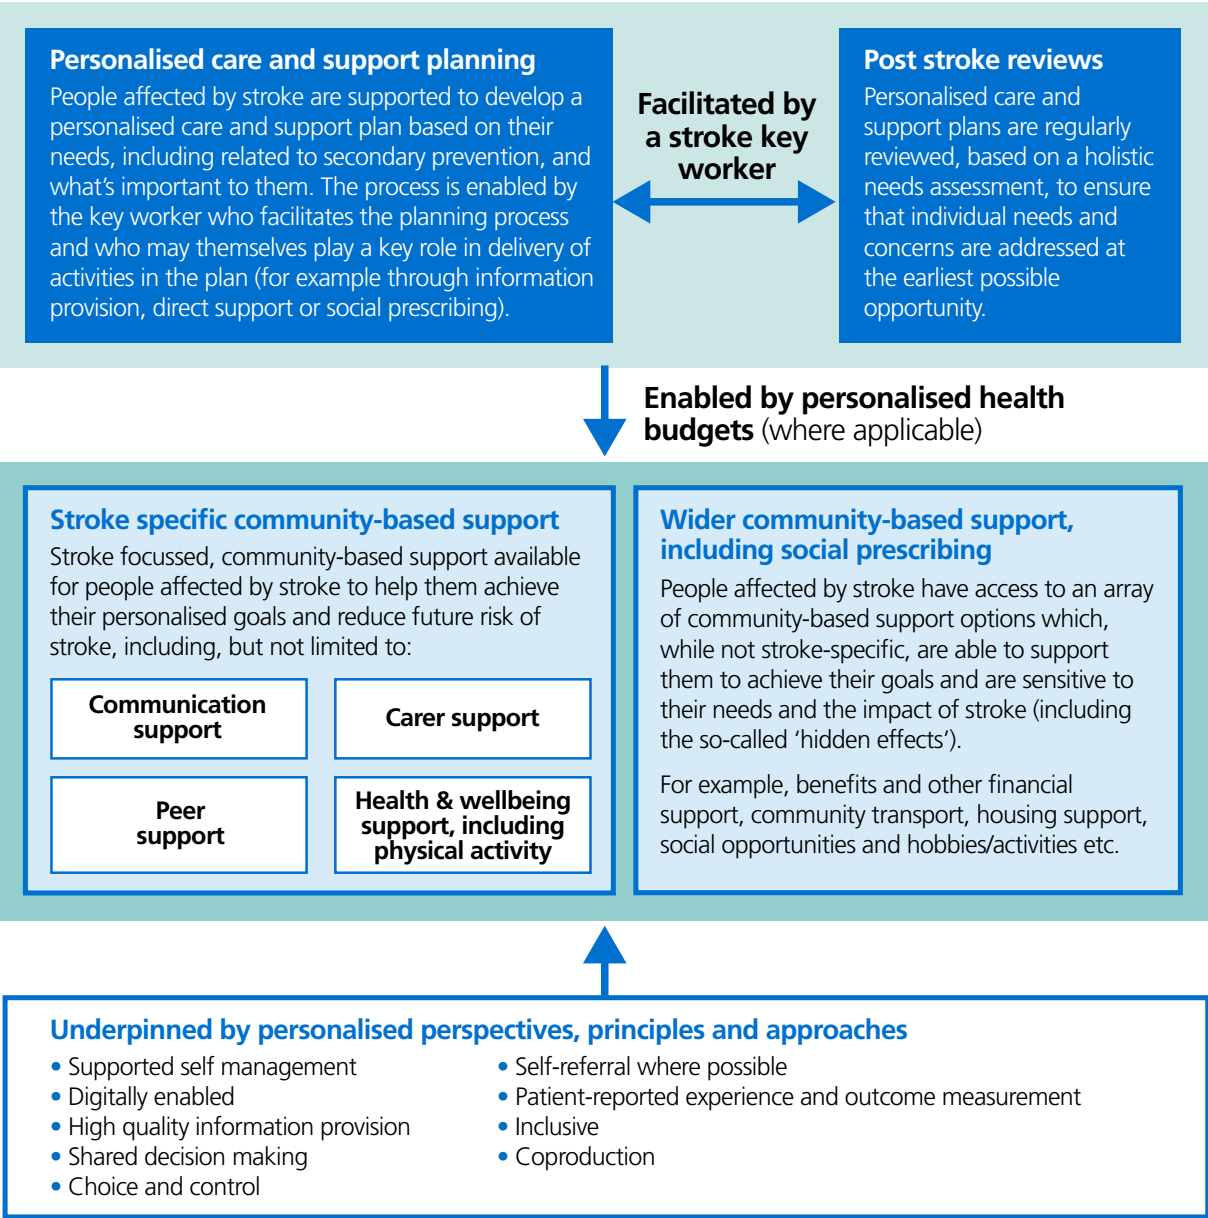 Personalised care and support planning
People affected by stroke are supported to develop a
personalised care and support plan based on their
needs, including related to secondary prevention, and
what’s important to them. The process is enabled by
the key worker who facilitates the planning process
and who may themselves play a key role in delivery of
activities in the plan (for example through information
provision, direct support or social prescribing).
Facilitated by
a stroke key
worker
Post stroke reviews
Personalised care and
support plans are regularly
reviewed, based on a holistic
needs assessment, to ensure
that individual needs and
concerns are addressed at
the earliest possible
opportunity.
Enabled by personalised health
budgets (where applicable)
Stroke specific community-based support
Stroke focussed, community-based support available
for people affected by stroke to help them achieve
their personalised goals and reduce future risk of
stroke, including, but not limited to:
Communication
support
Carer support
Peer
support
Health & wellbeing
support, including
physical activity
Wider community-based support,
including social prescribing
People affected by stroke have access to an array
of community-based support options which,
while not stroke-specific, are able to support
them to achieve their goals and are sensitive to
their needs and the impact of stroke (including
the so-called ‘hidden effects’).
For example, benefits and other financial
support, community transport, housing support,
social opportunities and hobbies/activities etc.
Underpinned by personalised perspectives, principles and approaches
• Supported self management
• Digitally enabled
• High quality information provision
• Shared decision making
• Choice and control
• Self-referral where possible
• Patient-reported experience and outcome measurement
• Inclusive
• Coproduction